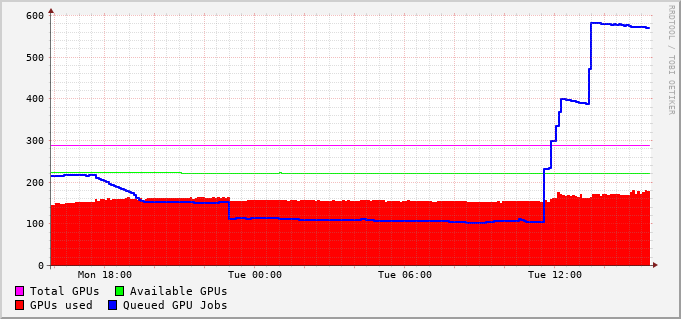 600
500
400
300
200
100
0
Mon 18:00 Tue 00:00 Tue 06:00 Tue 12:00
Total GPUs Available GPUs
GPUs used Queued GPU Jobs
RRDTOOL / TOBI OETIKER